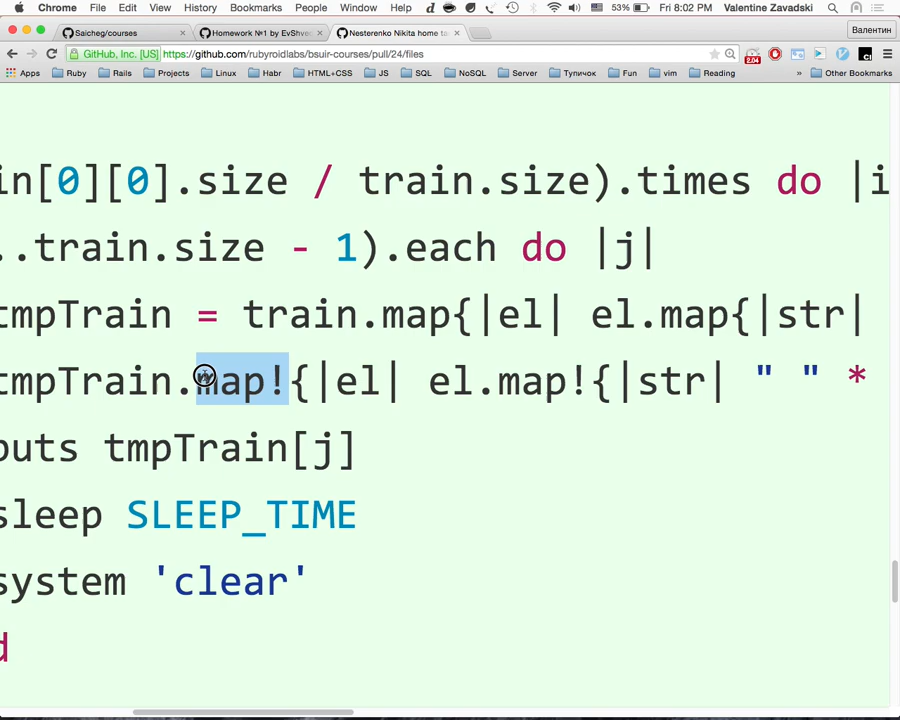 Chrome File Edit View History Bookmarks People Window Help 53% Fri 8:02 PM Valentine Zavadski
Saicheg/courses Homework №1 by EvShve Nesterenko Nikita home ta Валентин
GitHub, Inc. [US] https://github.com/rubyroidlabs/bsuir-courses/pull/24/files 2.04
Apps Ruby Rails Projects Linux Habr HTML+CSS JS SQL NoSQL Server Тупичок Fun vim Reading » Other Bookmarks
in[0][0].size / train.size).times do |i
..train.size - 1).each do |j|
tmpTrain = train.map{|el| el.map{|str|
tmpTrain.map!{|el| el.map!{|str| " " *
puts tmpTrain[j]
sleep SLEEP_TIME
system 'clear'
d